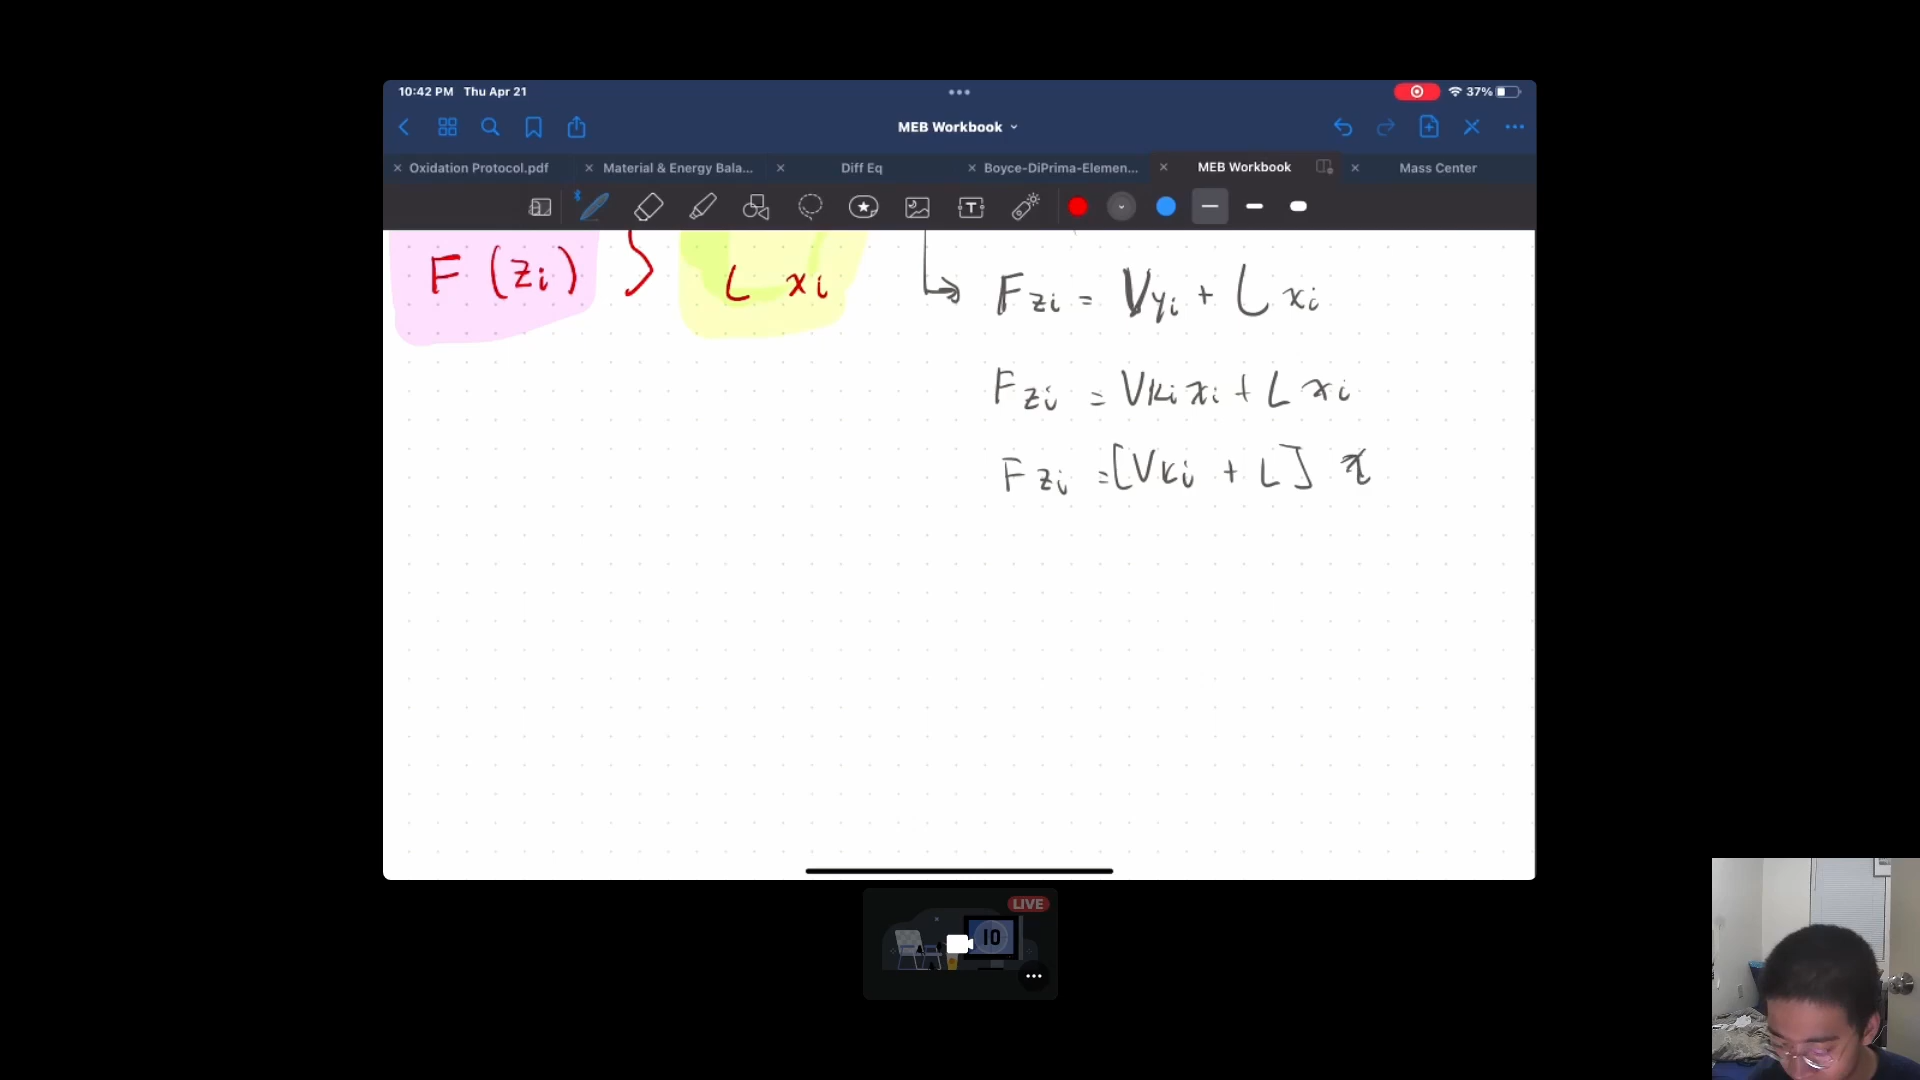 10:42 PM Thu Apr 21
37%
MEB Workbook
Oxidation Protocol.pdf
Material & Energy Bala...
Diff Eq
Boyce-DiPrima-Elemen...
MEB Workbook
Mass Center
F (zi)
L xi
Fzi = Vyi + L xi
Fzi = Vki xi + L xi
Fzi = [Vki + L] x
LIVE
10